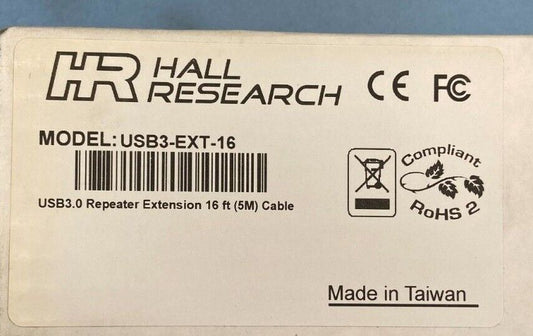 HR HALL
RESEARCH
CE FC
MODEL: USB3-EXT-16
USB3.0 Repeater Extension 16 ft (5M) Cable
Compliant
RoHS 2
Made in Taiwan